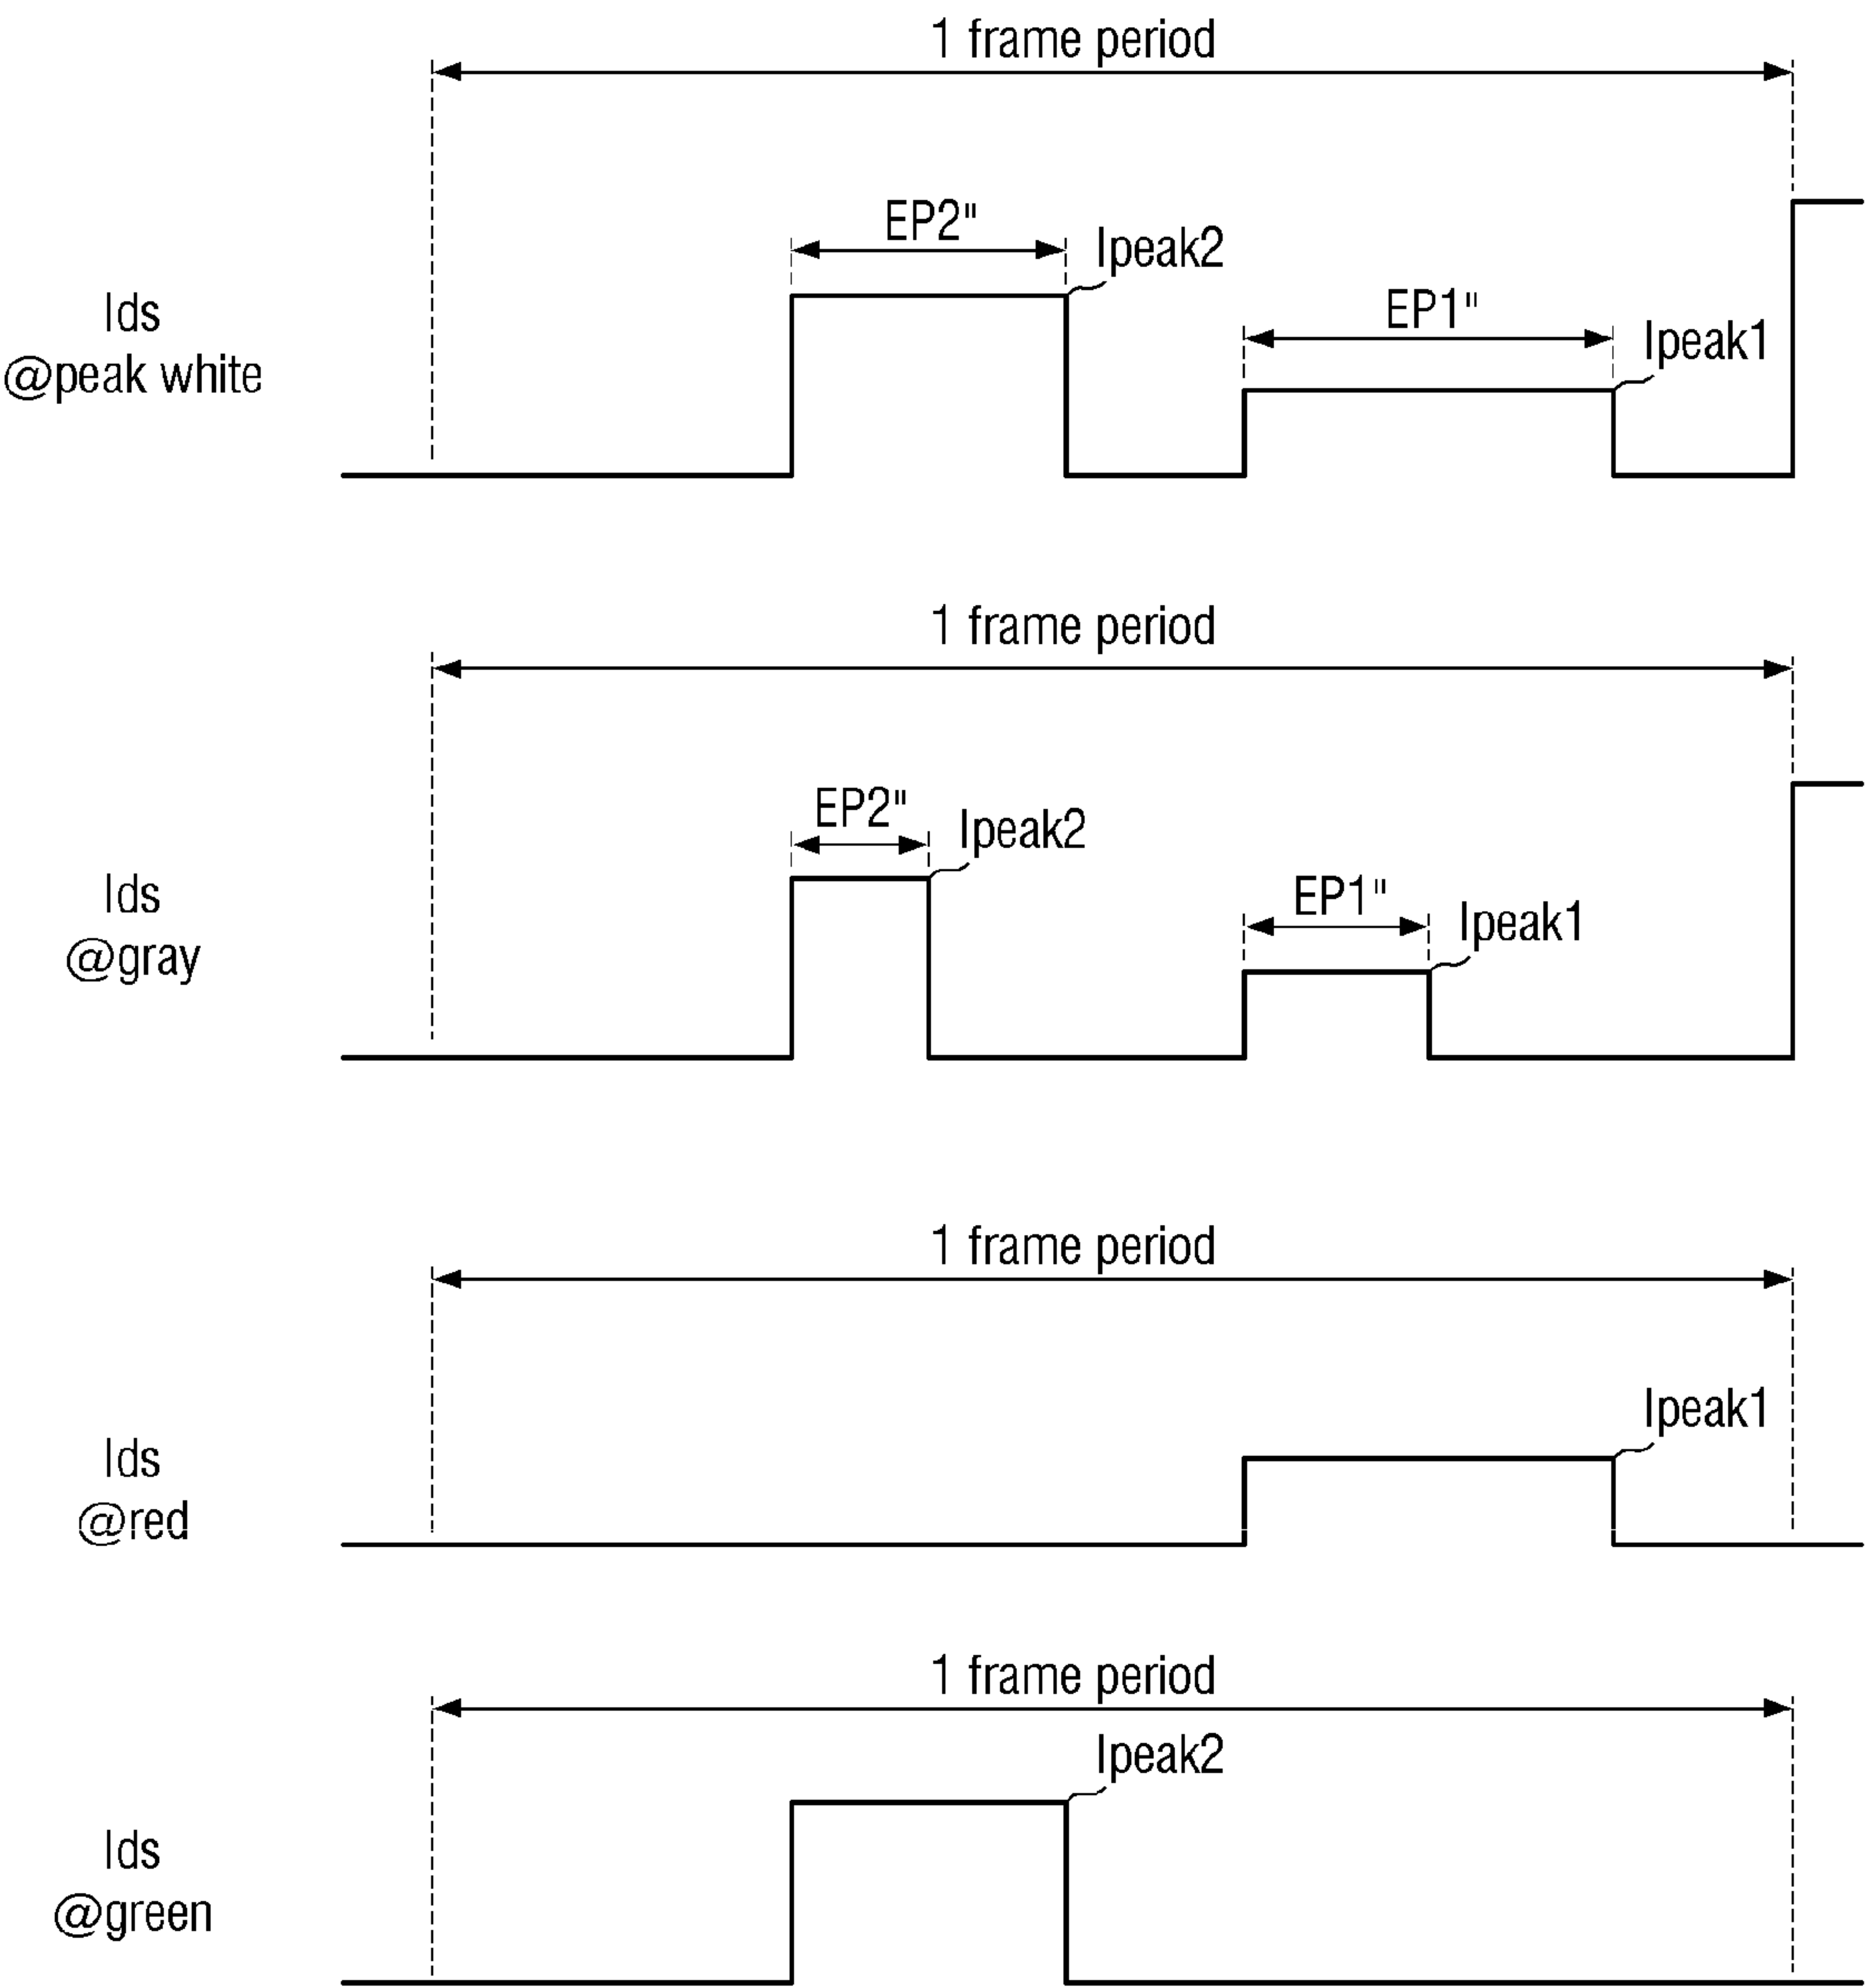 1 frame period
EP2"
Ipeak2
EP1"
Ipeak1
Ids
@peak white
1 frame period
EP2"
Ipeak2
EP1"
Ipeak1
Ids
@gray
1 frame period
Ipeak1
Ids
@red
1 frame period
Ipeak2
Ids
@green